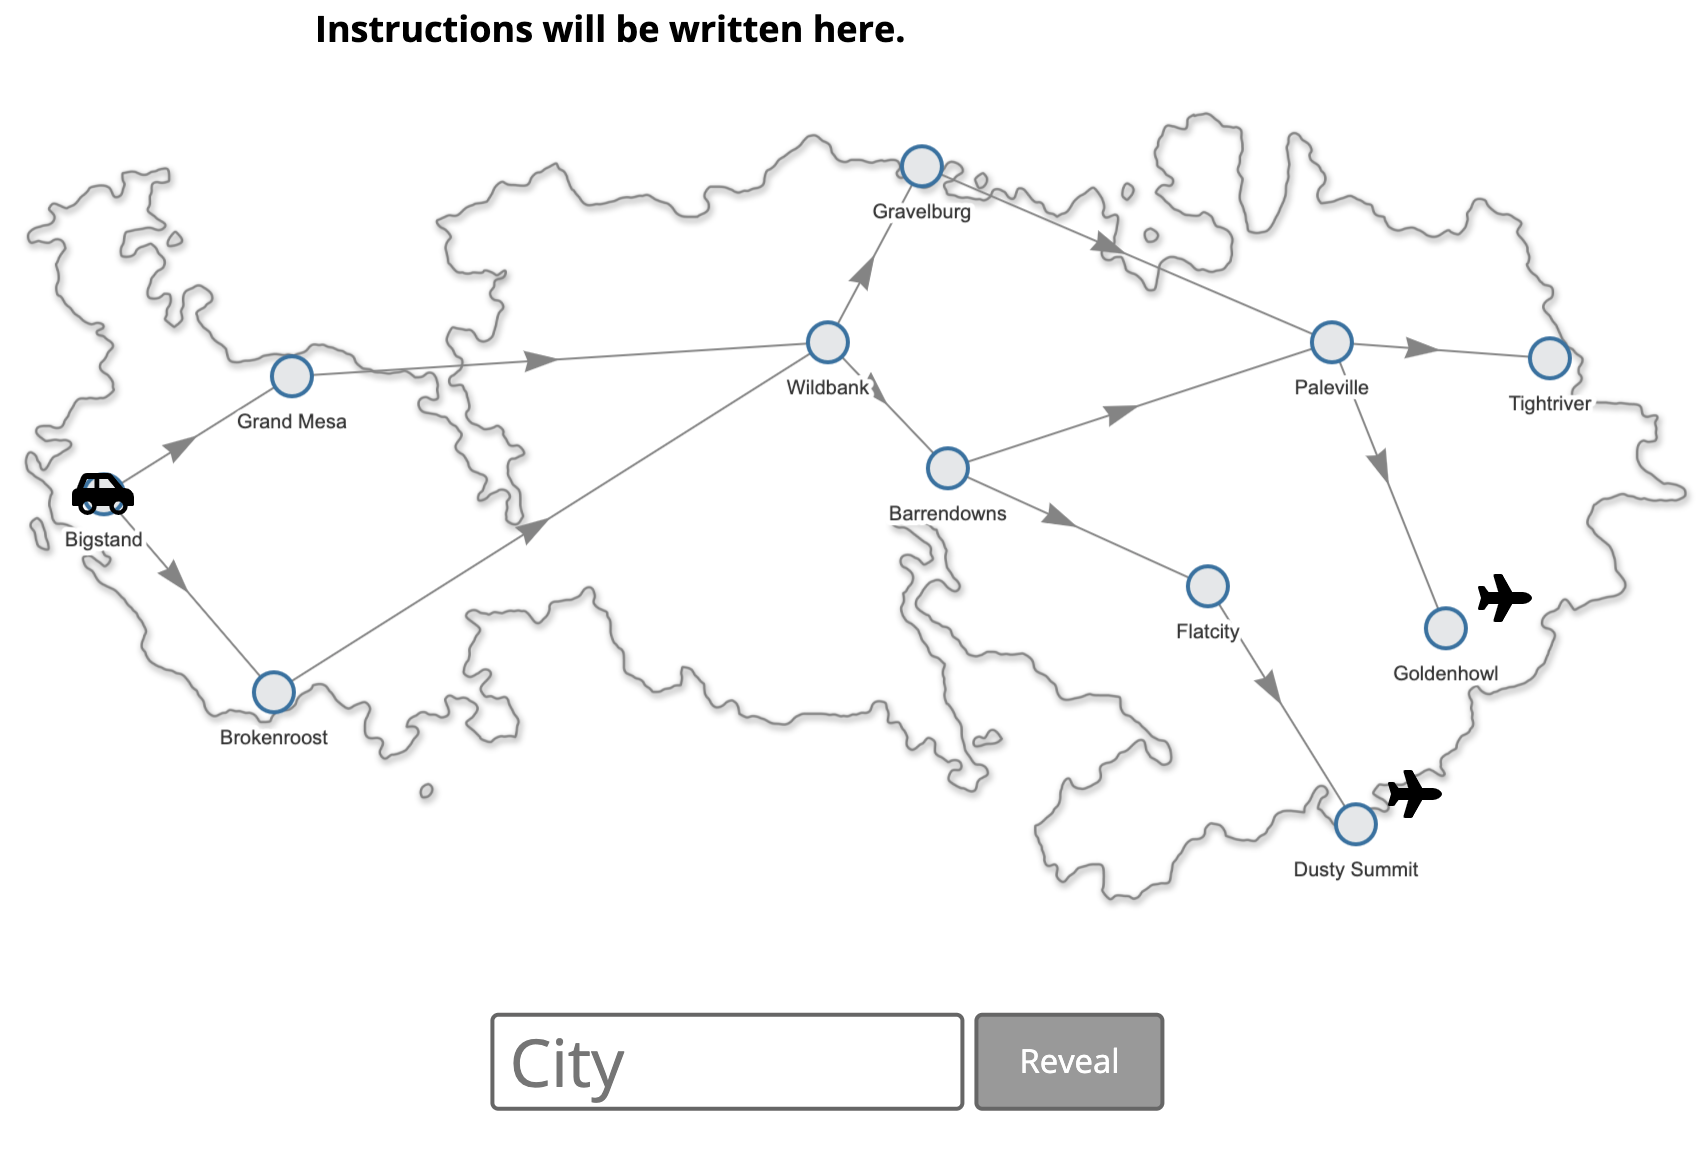 Instructions will be written here.
Gravelburg
Wildbank
Paleville
Tightriver
Grand Mesa
Barrendowns
Bigstand
Flatcity
Goldenhowl
Brokenroost
Dusty Summit
City
Reveal